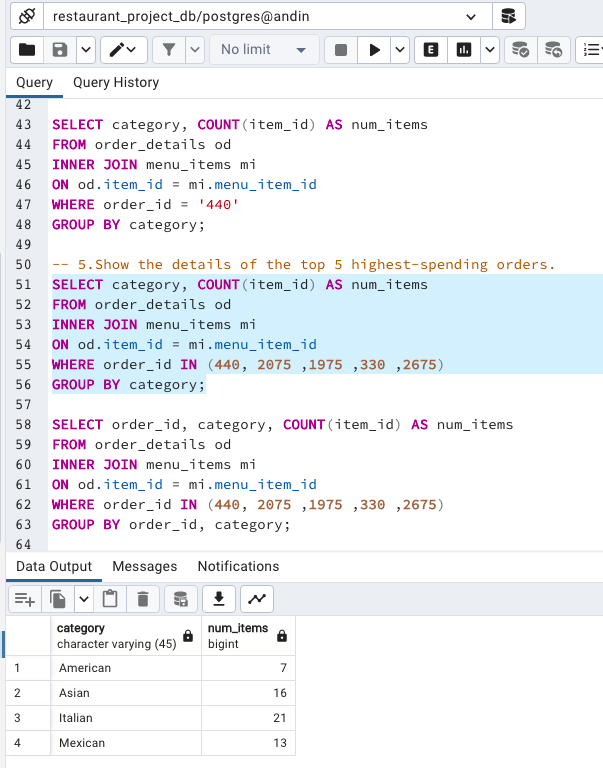 restaurant_project_db/postgres@andin
No limit
E
Query Query History
42
43 SELECT category, COUNT(item_id) AS num_items
44 FROM order_details od
45 INNER JOIN menu_items mi
46 ON od.item_id = mi.menu_item_id
47 WHERE order_id = '440'
48 GROUP BY category;
49
50 -- 5.Show the details of the top 5 highest-spending orders.
51 SELECT category, COUNT(item_id) AS num_items
52 FROM order_details od
53 INNER JOIN menu_items mi
54 ON od.item_id = mi.menu_item_id
55 WHERE order_id IN (440, 2075 ,1975 ,330 ,2675)
56 GROUP BY category;
57
58 SELECT order_id, category, COUNT(item_id) AS num_items
59 FROM order_details od
60 INNER JOIN menu_items mi
61 ON od.item_id = mi.menu_item_id
62 WHERE order_id IN (440, 2075 ,1975 ,330 ,2675)
63 GROUP BY order_id, category;
64
Data Output Messages Notifications
category num_items
character varying (45) bigint
1 American 7
2 Asian 16
3 Italian 21
4 Mexican 13